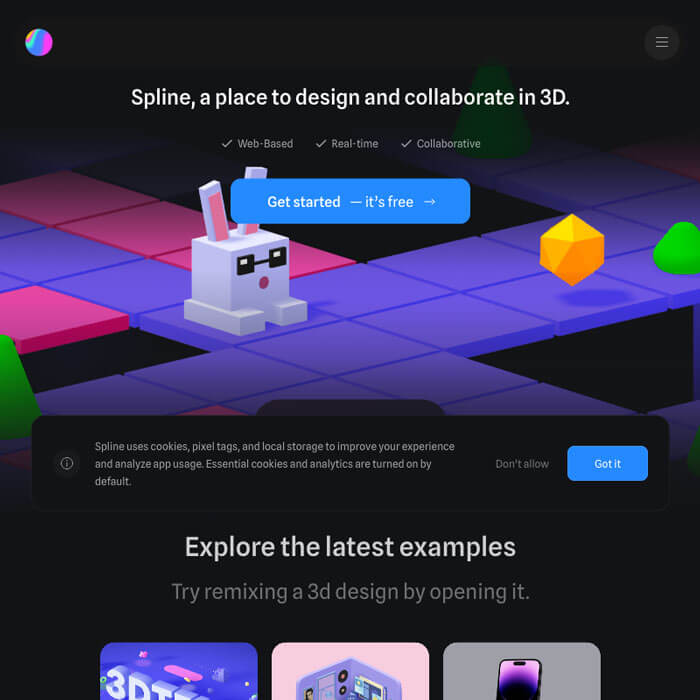 Spline, a place to design and collaborate in 3D.
Web-Based Real-time Collaborative
Get started — it's free →
Spline uses cookies, pixel tags, and local storage to improve your experience
and analyze app usage. Essential cookies and analytics are turned on by
default.
Don't allow
Got it
Explore the latest examples
Try remixing a 3d design by opening it.